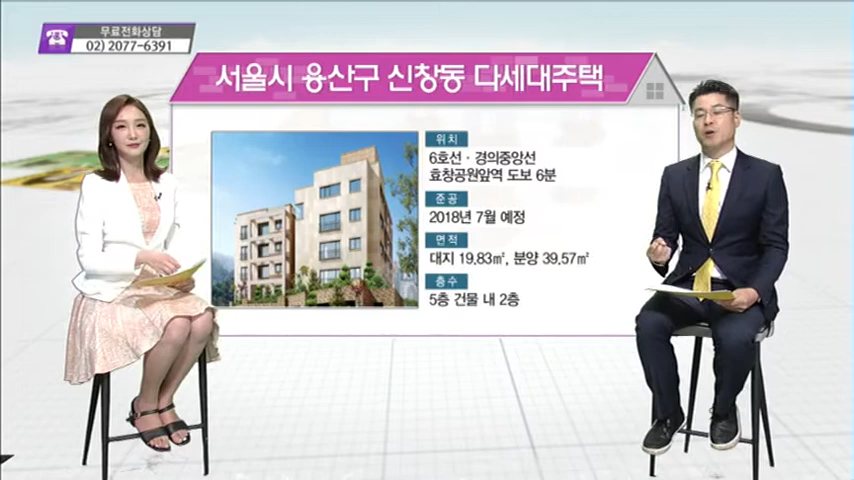 무료전화상담
02) 2077-6391
서울시 용산구 신창동 다세대주택
위치
6호선 · 경의중앙선
효창공원앞역 도보 6분
준공
2018년 7월 예정
면적
대지 19.83㎡, 분양 39.57㎡
층수
5층 건물 내 2층